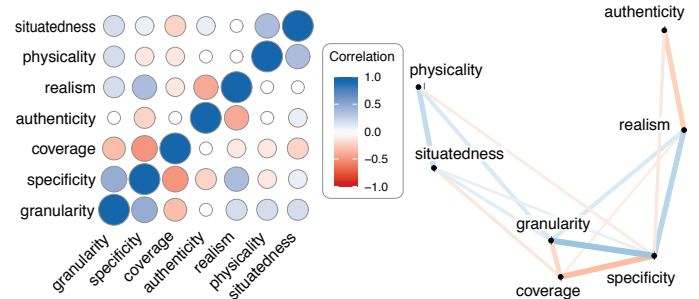 situatedness
physicality
realism
authenticity
coverage
specificity
granularity
granularity
specificity
coverage
authenticity
realism
physicality
situatedness
Correlation
1.0
0.5
0.0
−0.5
−1.0
authenticity
physicality
realism
situatedness
granularity
specificity
coverage